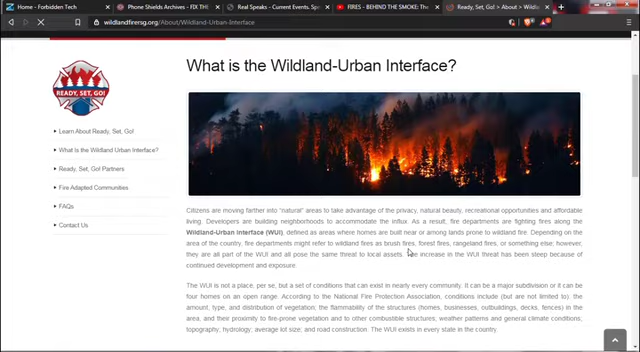 Home - Forbidden Tech
Phone Shields Archives - FIX THE
Real Speaks - Current Events. Spe
FIRES - BEHIND THE SMOKE: The
Ready, Set, Go! > About > Wildl
wildlandfirersg.org/About/Wildland-Urban-Interface
READY, SET, GO!
What is the Wildland-Urban Interface?
Learn About Ready, Set, Go!
What Is the Wildland Urban Interface?
Ready, Set, Go! Partners
Fire Adapted Communities
FAQs
Contact Us
Citizens are moving farther into "natural" areas to take advantage of the privacy, natural beauty, recreational opportunities and affordable
living. Developers are building neighborhoods to accommodate the influx. As a result, fire departments are fighting fires along the
Wildland-Urban Interface (WUI), defined as areas where homes are built near or among lands prone to wildland fire. Depending on the
area of the country, fire departments might refer to wildland fires as brush fires, forest fires, rangeland fires, or something else; however,
they are all part of the WUI and all pose the same threat to local assets. The increase in the WUI threat has been steep because of
continued development and exposure.
The WUI is not a place, per se, but a set of conditions that can exist in nearly every community. It can be a major subdivision or it can be
four homes on an open range. According to the National Fire Protection Association, conditions include (but are not limited to): the
amount, type, and distribution of vegetation; the flammability of the structures (homes, businesses, outbuildings, decks, fences) in the
area, and their proximity to fire-prone vegetation and to other combustible structures; weather patterns and general climate conditions;
topography; hydrology; average lot size; and road construction. The WUI exists in every state in the country.